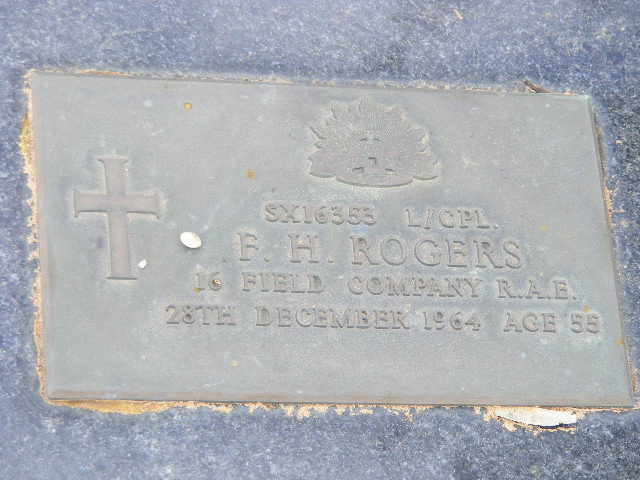 SX16353 L/CPL.
F. H. ROGERS
16 FIELD COMPANY R.A.E.
28TH DECEMBER 1964 AGE 55